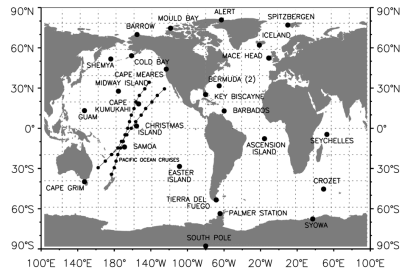 ALERT
MOULD BAY
SPITZBERGEN
90°N 90°N
BARROW
ICELAND
COLD BAY
MACE HEAD
60°N 60°N
SHEMYA
CAPE MEARES
MIDWAY ISLAND
BERMUDA (2)
30°N 30°N
CAPE
KUMUKAHI
KEY BISCAYNE
GUAM
BARBADOS
CHRISTMAS
ISLAND
0° 0°
SAMOA
ASCENSION
ISLAND
SEYCHELLES
PACIFIC OCEAN CRUISES
30°S 30°S
EASTER
ISLAND
CAPE GRIM
CROZET
TIERRA DEL
FUEGO
60°S 60°S
PALMER STATION
SYOWA
SOUTH POLE
90°S 90°S
100°E 140°E 180° 140°W 100°W 60°W 20°W 20°E 60°E 100°E